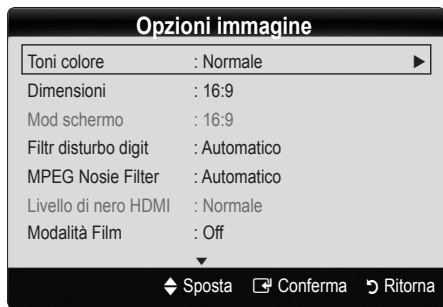 Opzioni immagine
Toni colore : Normale
Dimensioni : 16:9
Mod schermo : 16:9
Filtr disturbo digit : Automatico
MPEG Nosie Filter : Automatico
Livello di nero HDMI : Normale
Modalità Film : Off
Sposta Conferma Ritorna